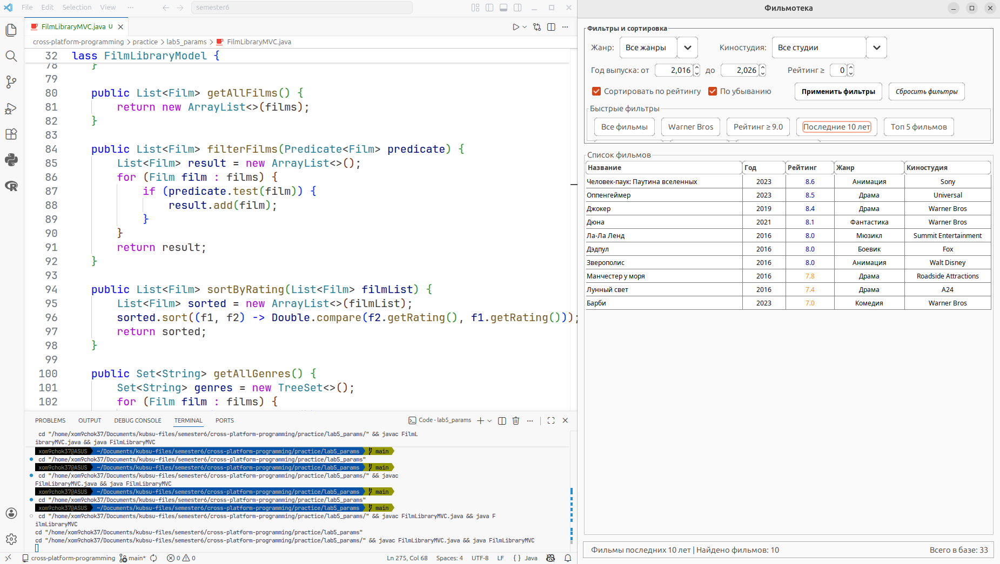 File Edit Selection View ··· semester6
FilmLibraryMVC.java U
cross-platform-programming > practice > lab5_params > FilmLibraryMVC.java
32 lass FilmLibraryModel {
78 }
79
80 public List<Film> getAllFilms() {
81 return new ArrayList<>(films);
82 }
83
84 public List<Film> filterFilms(Predicate<Film> predicate) {
85 List<Film> result = new ArrayList<>();
86 for (Film film : films) {
87 if (predicate.test(film)) {
88 result.add(film);
89 }
90 }
91 return result;
92 }
93
94 public List<Film> sortByRating(List<Film> filmList) {
95 List<Film> sorted = new ArrayList<>(filmList);
96 sorted.sort((f1, f2) -> Double.compare(f2.getRating(), f1.getRating()));
97 return sorted;
98 }
99
100 public Set<String> getAllGenres() {
101 Set<String> genres = new TreeSet<>();
102 for (Film film : films) {
PROBLEMS OUTPUT DEBUG CONSOLE TERMINAL PORTS Code - lab5_params
cd "/home/xom9chok37/Documents/kubsu-files/semester6/cross-platform-programming/practice/lab5_params/" && javac FilmL
ibraryMVC.java && java FilmLibraryMVC
xom9chok37@ASUS ~/Documents/kubsu-files/semester6/cross-platform-programming/practice/lab5_params main
cd "/home/xom9chok37/Documents/kubsu-files/semester6/cross-platform-programming/practice/lab5_params"
xom9chok37@ASUS ~/Documents/kubsu-files/semester6/cross-platform-programming/practice/lab5_params main
cd "/home/xom9chok37/Documents/kubsu-files/semester6/cross-platform-programming/practice/lab5_params/" && javac
FilmLibraryMVC.java && java FilmLibraryMVC
xom9chok37@ASUS ~/Documents/kubsu-files/semester6/cross-platform-programming/practice/lab5_params main
cd "/home/xom9chok37/Documents/kubsu-files/semester6/cross-platform-programming/practice/lab5_params"
xom9chok37@ASUS ~/Documents/kubsu-files/semester6/cross-platform-programming/practice/lab5_params main
cd "/home/xom9chok37/Documents/kubsu-files/semester6/cross-platform-programming/practice/lab5_params/" && javac FilmLibraryMVC.java && java F
ilmLibraryMVC
cd "/home/xom9chok37/Documents/kubsu-files/semester6/cross-platform-programming/practice/lab5_params"
cd "/home/xom9chok37/Documents/kubsu-files/semester6/cross-platform-programming/practice/lab5_params/" && javac FilmLibraryMVC.java && java FilmLibraryMVC
cross-platform-programming main* 0 0 Ln 275, Col 68 Spaces: 4 UTF-8 LF { } Java
Фильмотека
Фильтры и сортировка
Жанр: Все жанры Киностудия: Все студии
Год выпуска: от 2,016 до 2,026 Рейтинг ≥ 0
Сортировать по рейтингу По убыванию Применить фильтры Сбросить фильтры
Быстрые фильтры
Все фильмы Warner Bros Рейтинг ≥ 9.0 Последние 10 лет Топ 5 фильмов
Список фильмов
Название Год Рейтинг Жанр Киностудия
Человек-паук: Паутина вселенных 2023 8.6 Анимация Sony
Оппенгеймер 2023 8.5 Драма Universal
Джокер 2019 8.4 Драма Warner Bros
Дюна 2021 8.1 Фантастика Warner Bros
Ла-Ла Ленд 2016 8.0 Мюзикл Summit Entertainment
Дэдпул 2016 8.0 Боевик Fox
Зверополис 2016 8.0 Анимация Walt Disney
Манчестер у моря 2016 7.8 Драма Roadside Attractions
Лунный свет 2016 7.4 Драма A24
Барби 2023 7.0 Комедия Warner Bros
Фильмы последних 10 лет | Найдено фильмов: 10 Всего в базе: 33